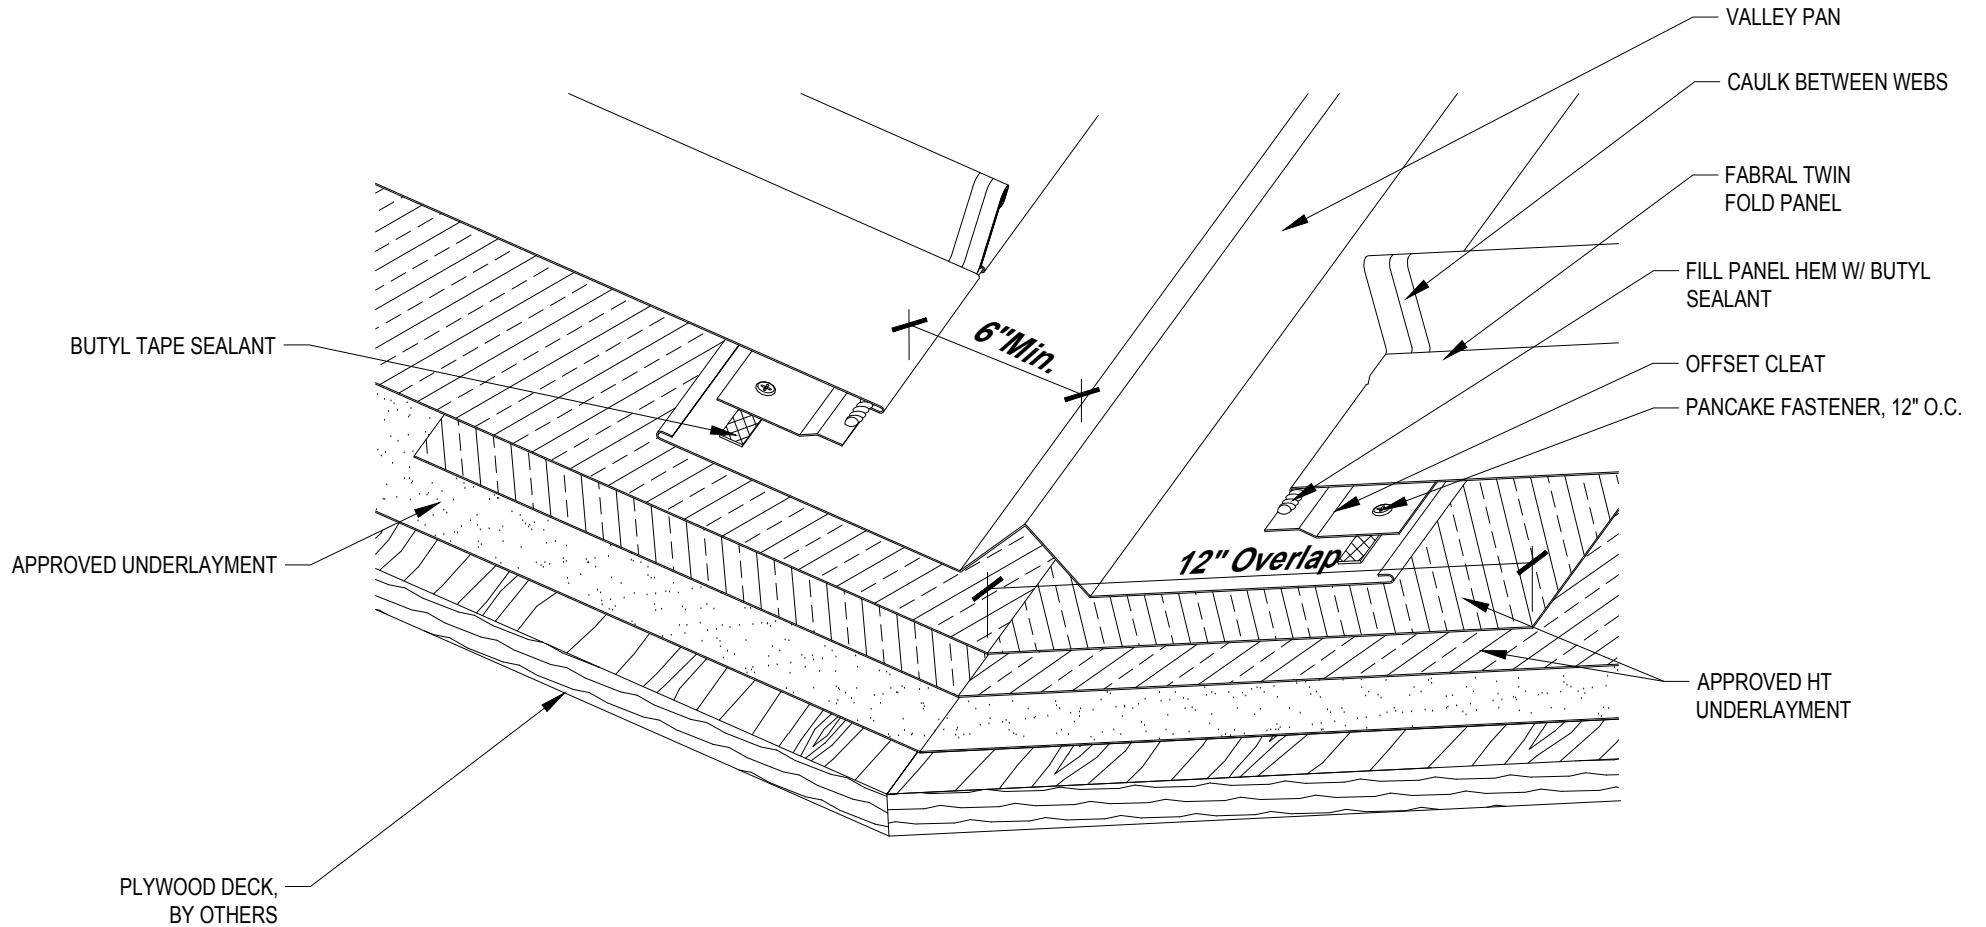 VALLEY PAN
CAULK BETWEEN WEBS
FABRAL TWIN
FOLD PANEL
FILL PANEL HEM W/ BUTYL
SEALANT
6"Min.
BUTYL TAPE SEALANT
OFFSET CLEAT
PANCAKE FASTENER, 12" O.C.
12" Overlap
APPROVED UNDERLAYMENT
APPROVED HT
UNDERLAYMENT
PLYWOOD DECK,
BY OTHERS